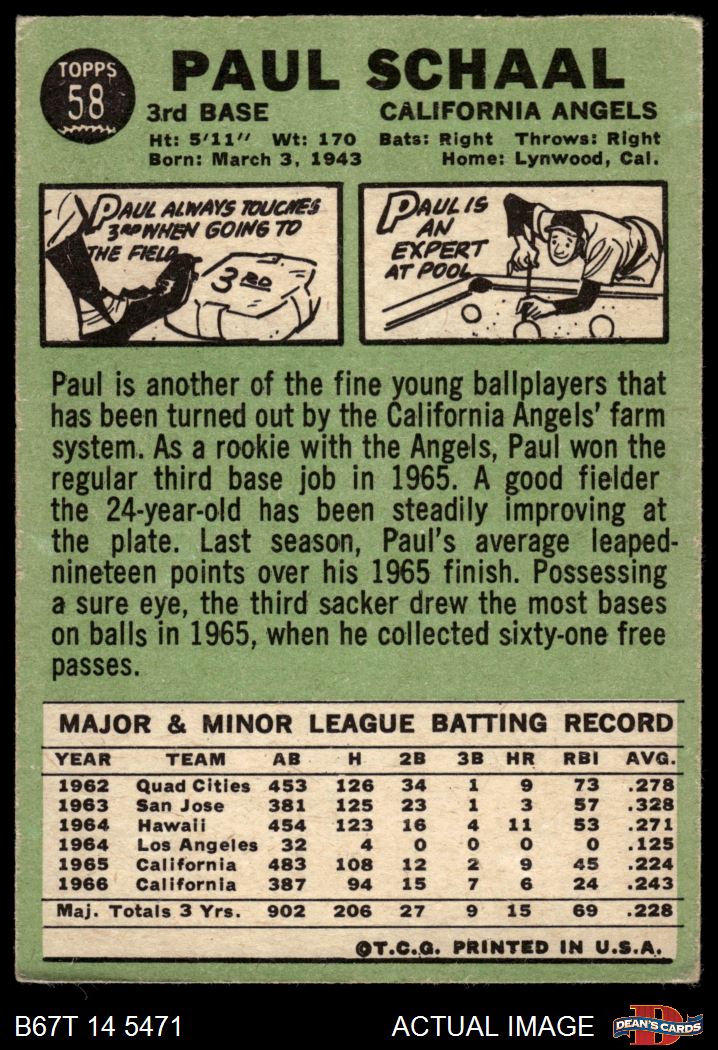 TOPPS
58
PAUL SCHAAL
3rd BASE CALIFORNIA ANGELS
Ht: 5'11" Wt: 170 Bats: Right Throws: Right
Born: March 3, 1943 Home: Lynwood, Cal.
PAUL ALWAYS TOUCHES
3RD WHEN GOING TO
THE FIELD
3RD
PAUL IS
AN
EXPERT
AT POOL
Paul is another of the fine young ballplayers that
has been turned out by the California Angels' farm
system. As a rookie with the Angels, Paul won the
regular third base job in 1965. A good fielder
the 24-year-old has been steadily improving at
the plate. Last season, Paul's average leaped-
nineteen points over his 1965 finish. Possessing
a sure eye, the third sacker drew the most bases
on balls in 1965, when he collected sixty-one free
passes.
MAJOR & MINOR LEAGUE BATTING RECORD
YEAR TEAM AB H 2B 3B HR RBI AVG.
1962 Quad Cities 453 126 34 1 9 73 .278
1963 San Jose 381 125 23 1 3 57 .328
1964 Hawaii 454 123 16 4 11 53 .271
1964 Los Angeles 32 4 0 0 0 0 .125
1965 California 483 108 12 2 9 45 .224
1966 California 387 94 15 7 6 24 .243
Maj. Totals 3 Yrs. 902 206 27 9 15 69 .228
©T.C.G. PRINTED IN U.S.A.
B67T 14 5471 ACTUAL IMAGE D DEAN'S CARDS